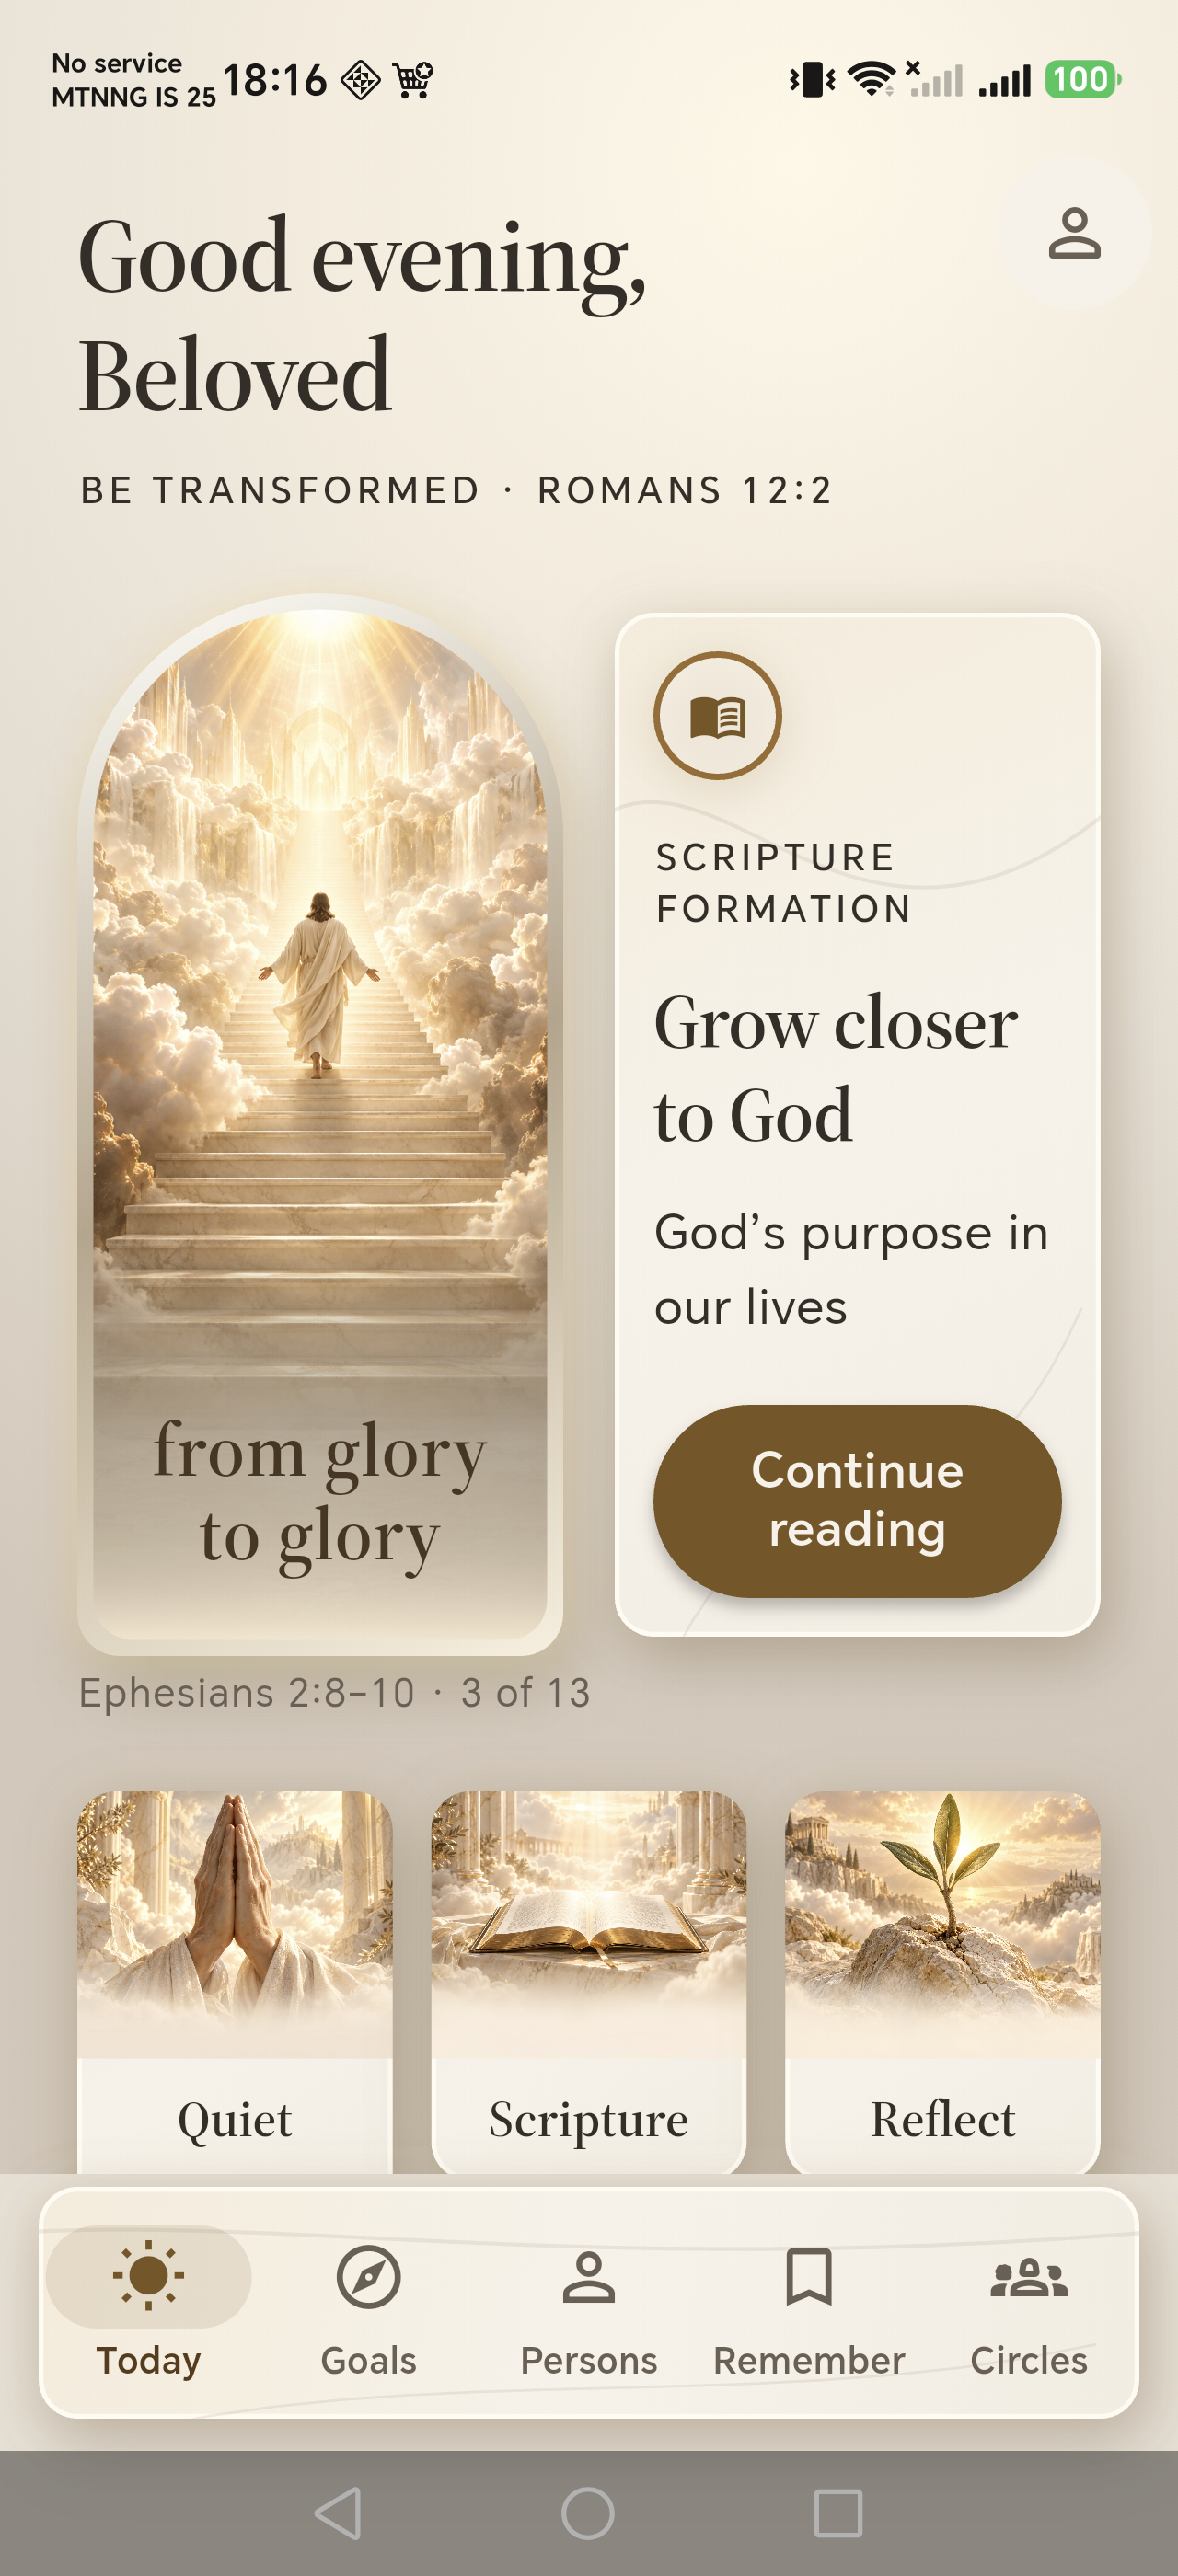 No service
MTNNG IS 25
18:16
100
Good evening,
Beloved
BE TRANSFORMED · ROMANS 12:2
from glory
to glory
SCRIPTURE
FORMATION
Grow closer
to God
God’s purpose in
our lives
Continue
reading
Ephesians 2:8–10 · 3 of 13
Quiet
Scripture
Reflect
Today
Goals
Persons
Remember
Circles